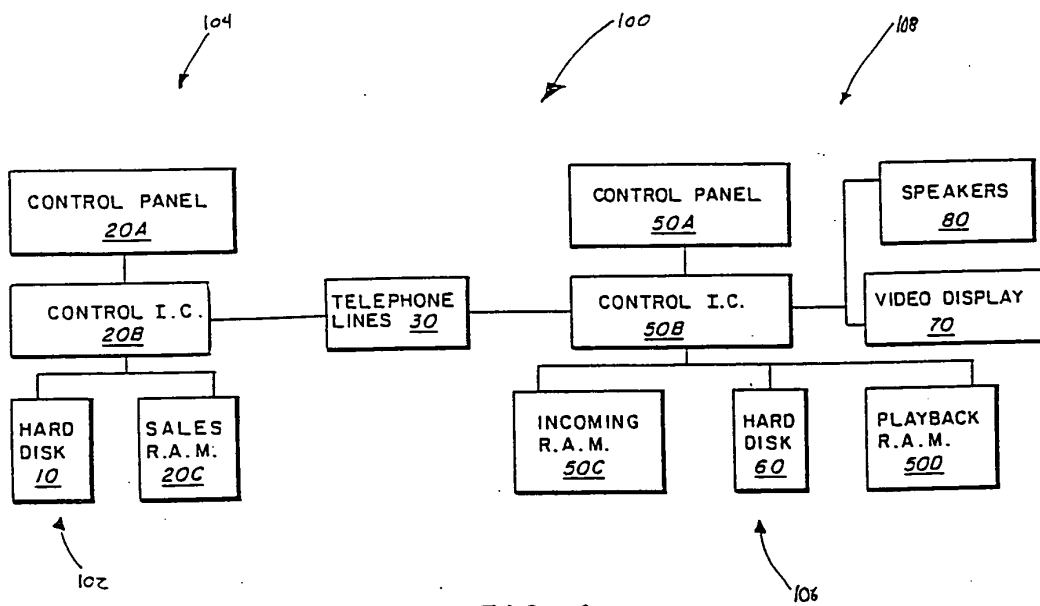 104
100
108
CONTROL PANEL
20A
CONTROL PANEL
50A
SPEAKERS
80
CONTROL I.C.
20B
TELEPHONE
LINES 30
CONTROL I.C.
50B
VIDEO DISPLAY
70
HARD
DISK
10
SALES
R.A.M.
20C
INCOMING
R.A.M.
50C
HARD
DISK
60
PLAYBACK
R.A.M.
50D
102
106